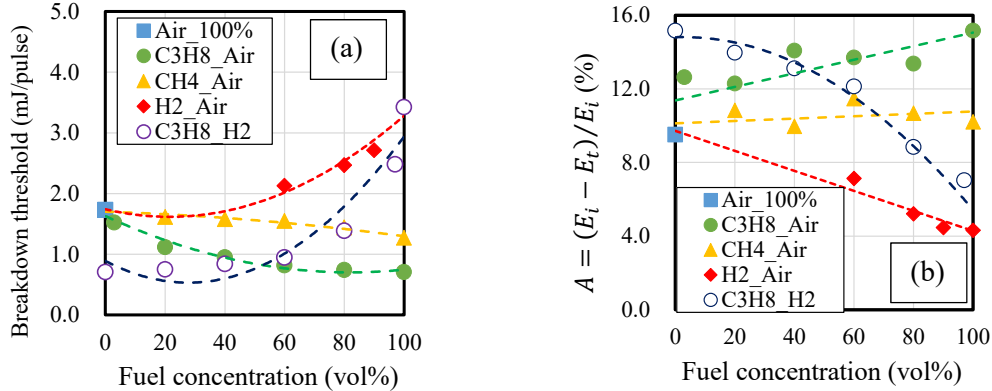 5.0
4.0
3.0
2.0
1.0
0.0
Breakdown threshold (mJ/pulse)
Air_100%
C3H8_Air
CH4_Air
H2_Air
C3H8_H2
(a)
0 20 40 60 80 100
Fuel concentration (vol%)
16.0
12.0
8.0
4.0
0.0
A = (Ei − Et)/Ei (%)
Air_100%
C3H8_Air
CH4_Air
H2_Air
C3H8_H2
(b)
0 20 40 60 80 100
Fuel concentration (vol%)